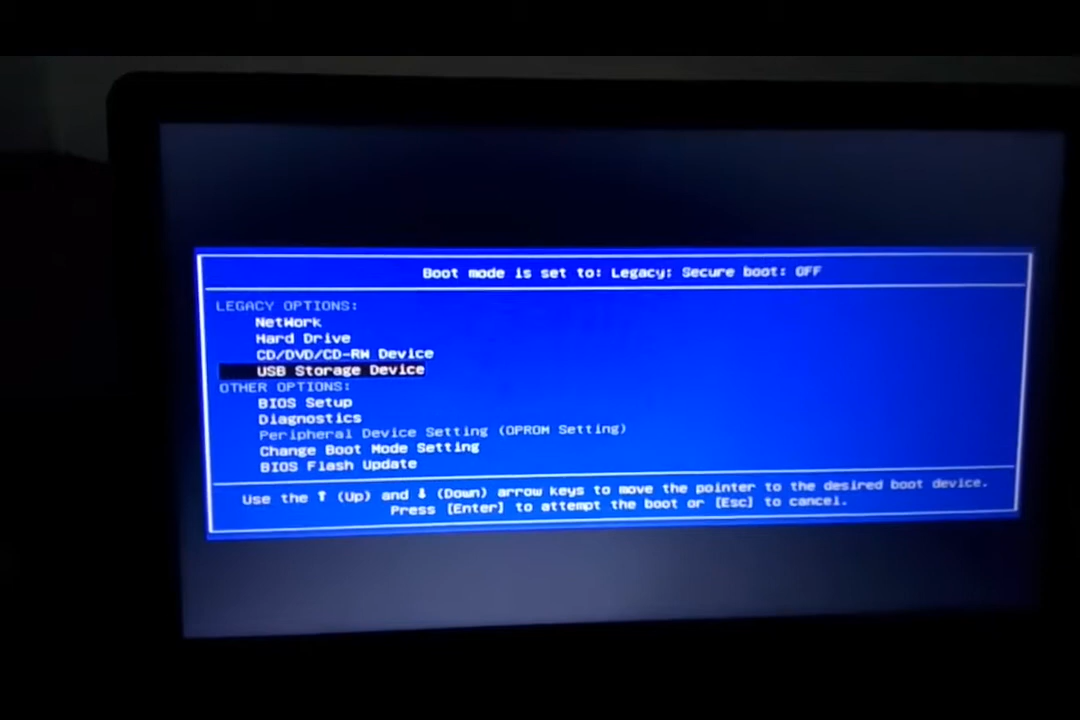 Boot mode is set to: Legacy; Secure boot: OFF
LEGACY OPTIONS:
NetWork
Hard Drive
CD/DVD/CD-RW Device
USB Storage Device
OTHER OPTIONS:
BIOS Setup
Diagnostics
Peripheral Device Setting (OPROM Setting)
Change Boot Mode Setting
BIOS Flash Update
Use the ↑ (Up) and ↓ (Down) arrow keys to move the pointer to the desired boot device.
Press [Enter] to attempt the boot or [Esc] to cancel.